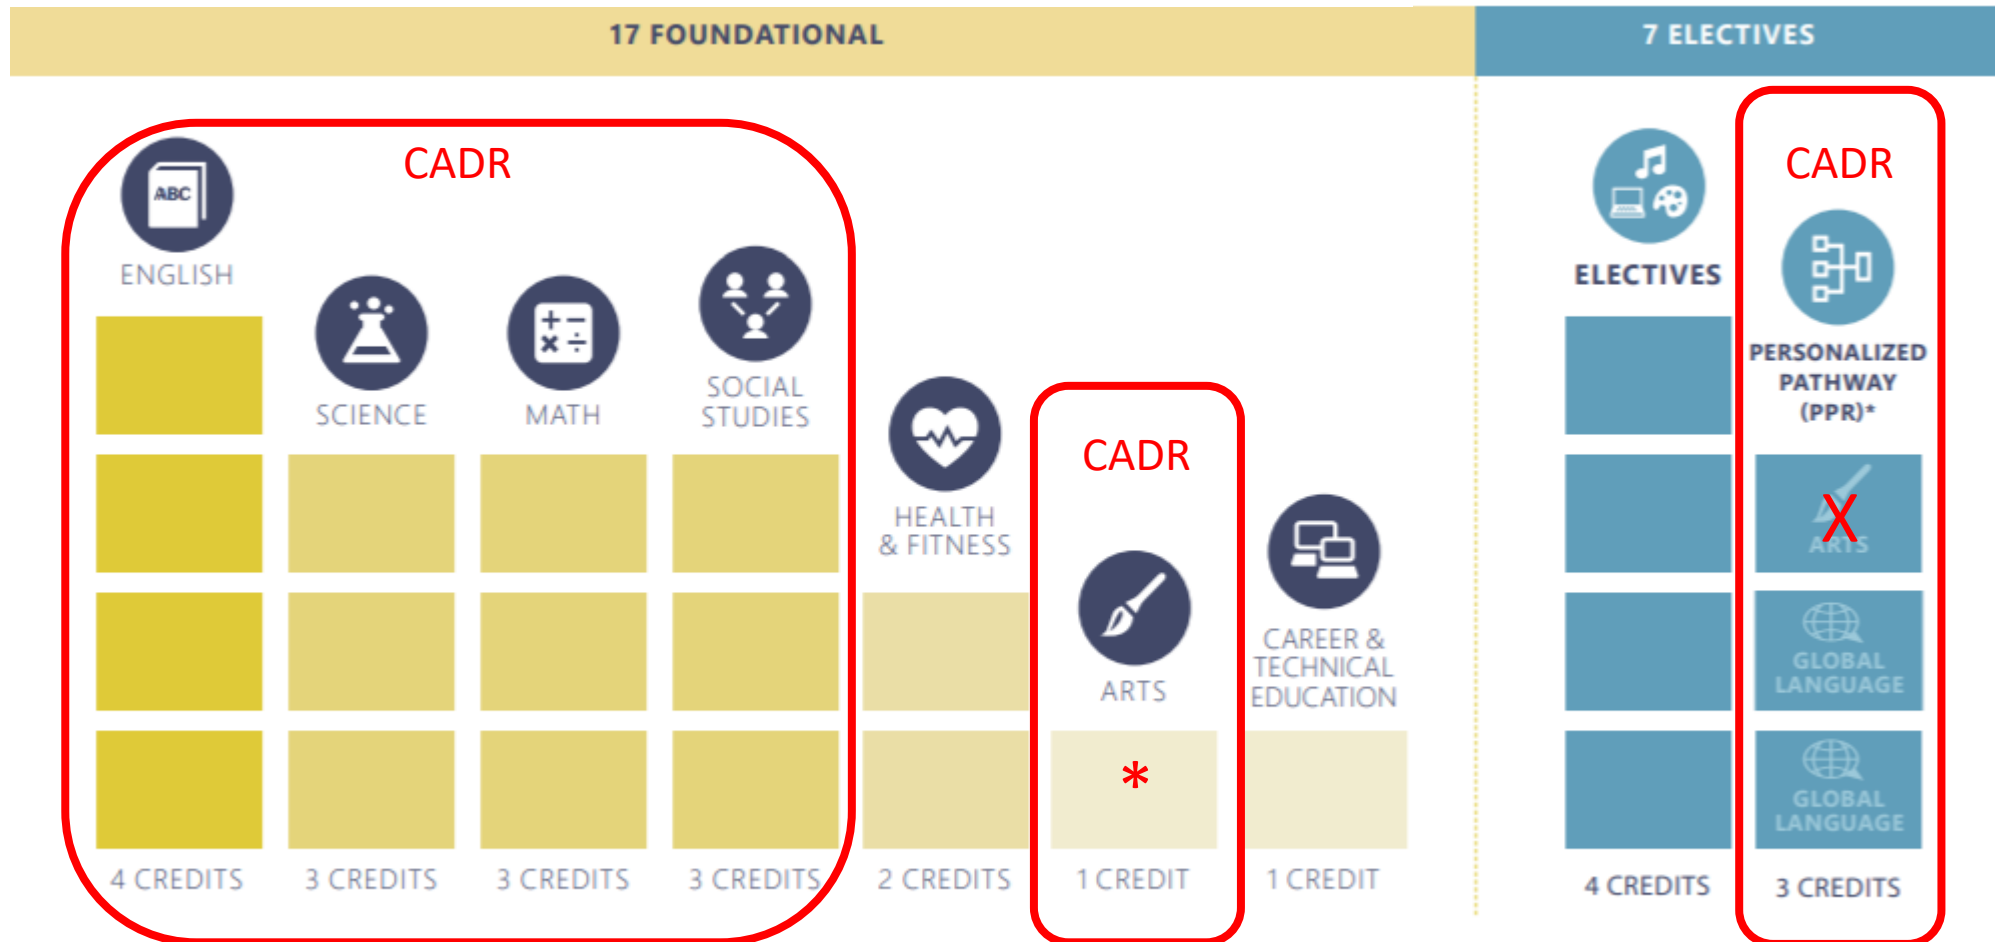 17 FOUNDATIONAL
7 ELECTIVES
CADR
ABC
ENGLISH
SCIENCE
MATH
SOCIAL
STUDIES
HEALTH
& FITNESS
CADR
ARTS
*
CAREER &
TECHNICAL
EDUCATION
4 CREDITS
3 CREDITS
3 CREDITS
3 CREDITS
2 CREDITS
1 CREDIT
1 CREDIT
ELECTIVES
4 CREDITS
CADR
PERSONALIZED
PATHWAY
(PPR)*
X
ARTS
GLOBAL
LANGUAGE
GLOBAL
LANGUAGE
3 CREDITS